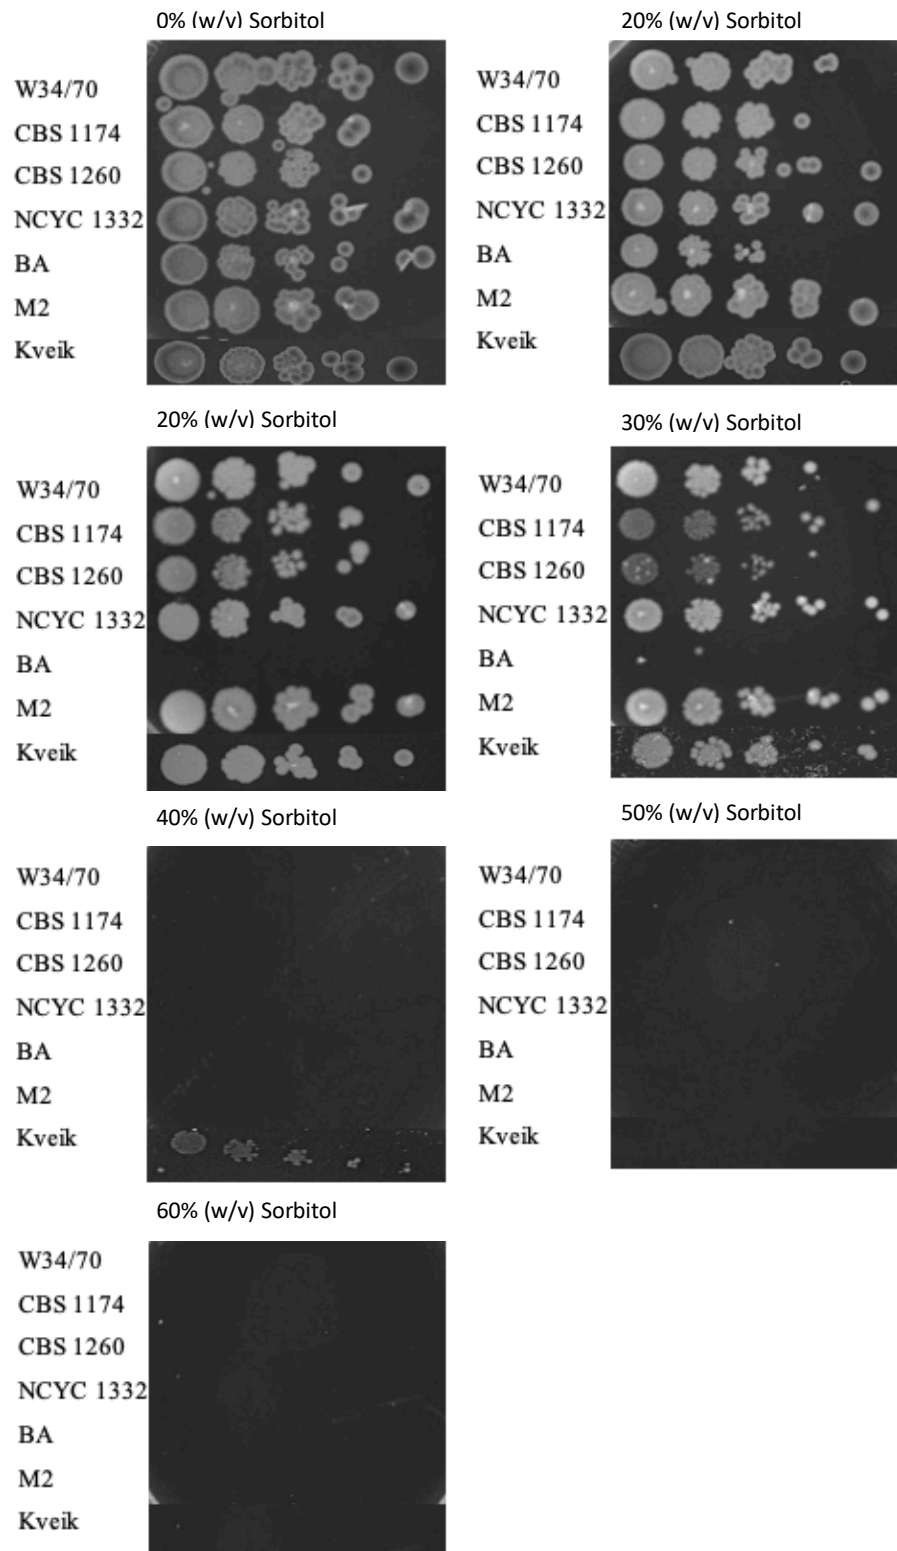 0% (w/v) Sorbitol
W34/70
CBS 1174
CBS 1260
NCYC 1332
BA
M2
Kveik
20% (w/v) Sorbitol
W34/70
CBS 1174
CBS 1260
NCYC 1332
BA
M2
Kveik
20% (w/v) Sorbitol
W34/70
CBS 1174
CBS 1260
NCYC 1332
BA
M2
Kveik
30% (w/v) Sorbitol
W34/70
CBS 1174
CBS 1260
NCYC 1332
BA
M2
Kveik
40% (w/v) Sorbitol
W34/70
CBS 1174
CBS 1260
NCYC 1332
BA
M2
Kveik
50% (w/v) Sorbitol
W34/70
CBS 1174
CBS 1260
NCYC 1332
BA
M2
Kveik
60% (w/v) Sorbitol
W34/70
CBS 1174
CBS 1260
NCYC 1332
BA
M2
Kveik